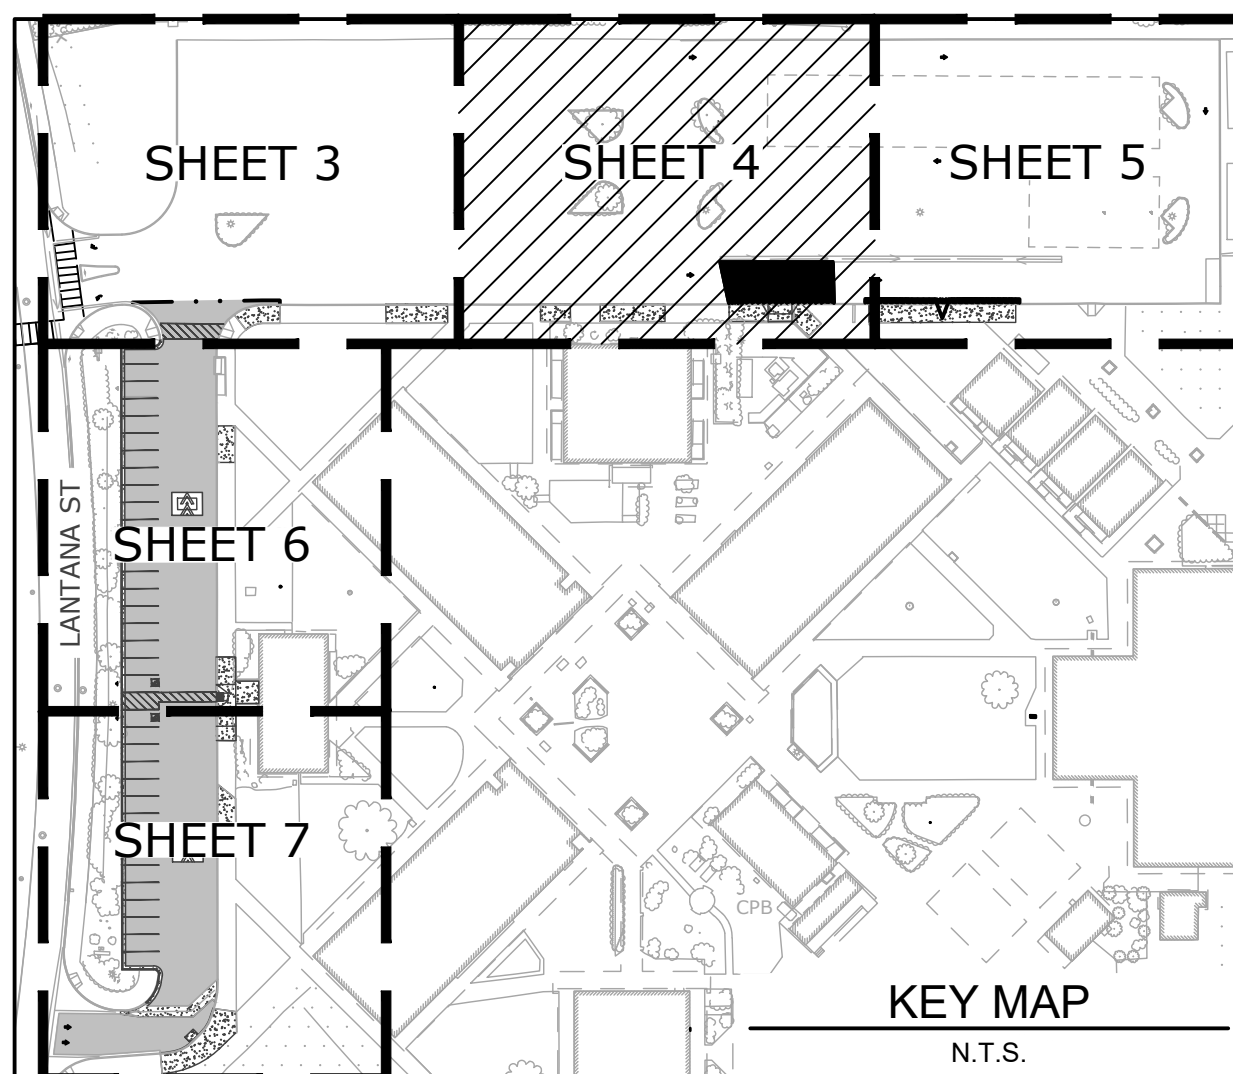 SHEET 3
SHEET 4
SHEET 5
LANTANA ST
SHEET 6
SHEET 7
CPB
KEY MAP
N.T.S.